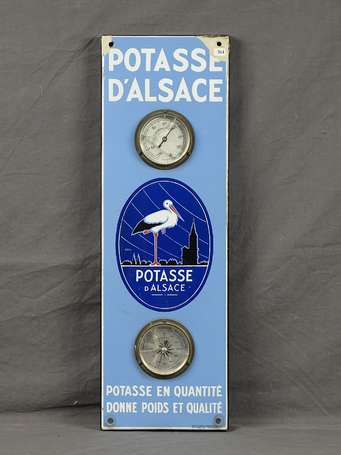 POTASSE
D'ALSACE
POTASSE
D'ALSACE
POTASSE EN QUANTITÉ
DONNE POIDS ET QUALITÉ